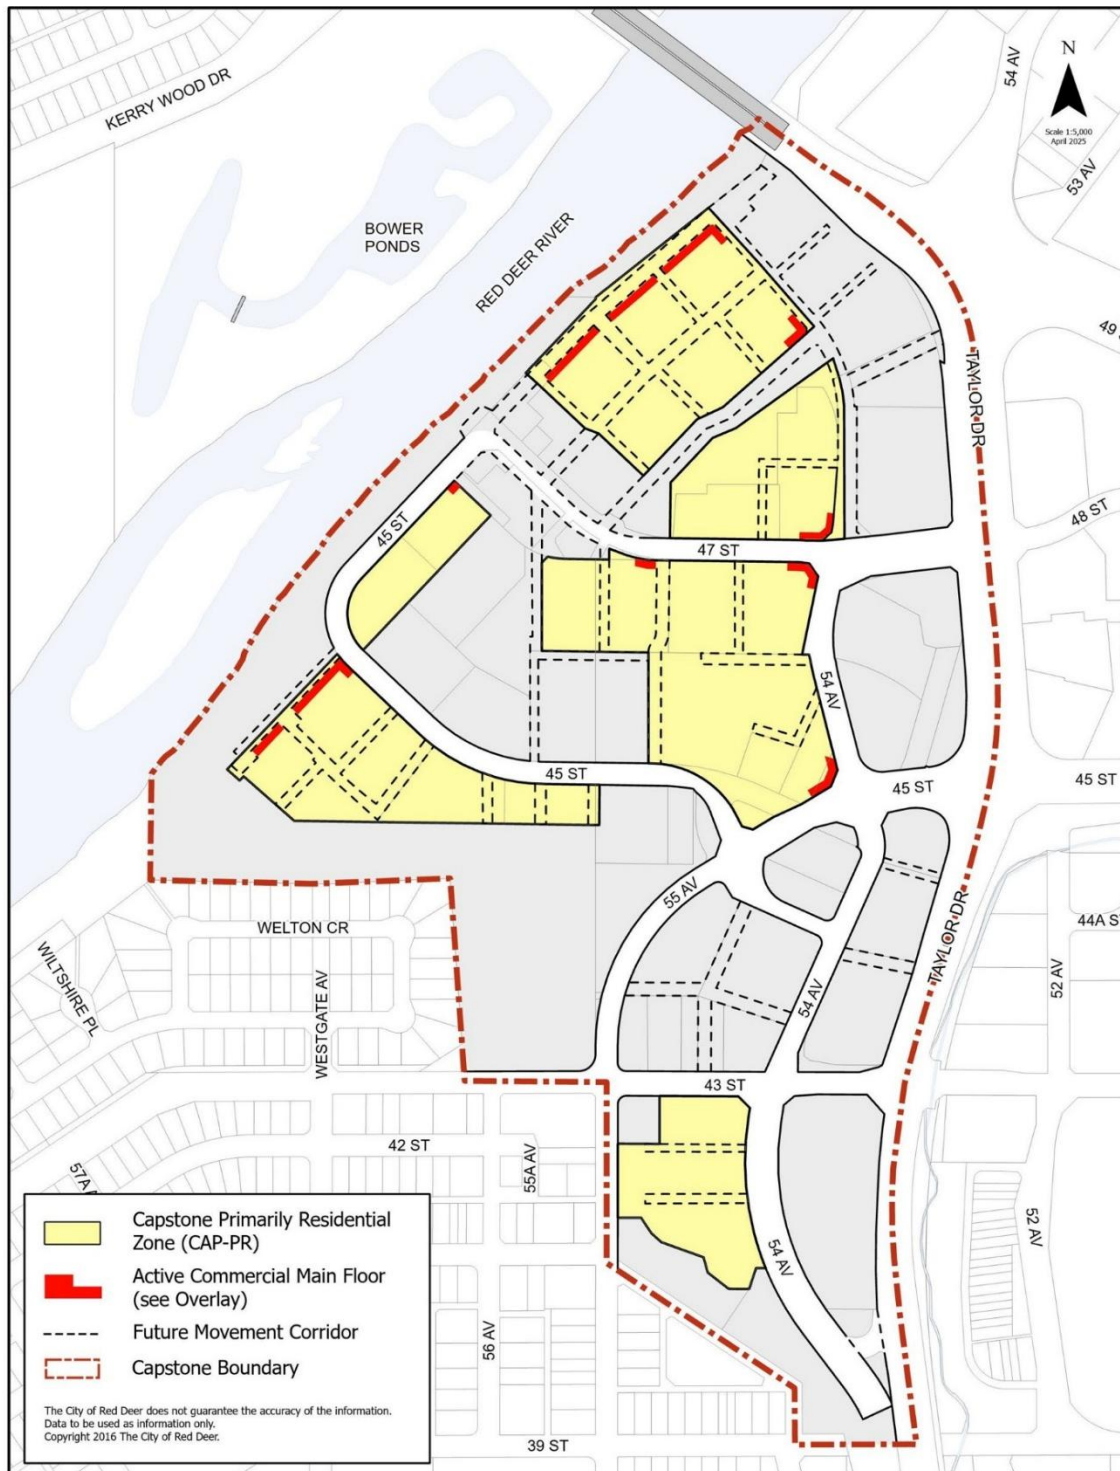 54 AV
N
Scale 1:5,000
April 2025
KERRY WOOD DR
53 AV
BOWER
PONDS
RED DEER RIVER
49
TAYLOR DR
48 ST
45 ST
47 ST
54 AV
45 ST
45 ST
45 ST
55 AV
TAYLOR DR
44A S
WELTON CR
WILTSHIRE PL
WESTGATE AV
54 AV
52 AV
43 ST
42 ST
55A AV
57A A
52 AV
54 AV
56 AV
39 ST
Capstone Primarily Residential
Zone (CAP-PR)
Active Commercial Main Floor
(see Overlay)
Future Movement Corridor
Capstone Boundary
The City of Red Deer does not guarantee the accuracy of the information.
Data to be used as information only.
Copyright 2016 The City of Red Deer.